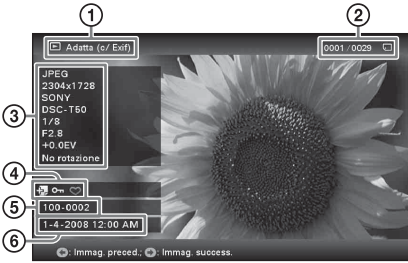 1
2
Adatta (c/ Exif)
0001/0029
3
JPEG
2304x1728
SONY
DSC-T50
1/8
F2.8
+0.0EV
No rotazione
4
5
100-0002
6
1-4-2008 12:00 AM
: Immag. preced.; : Immag. success.